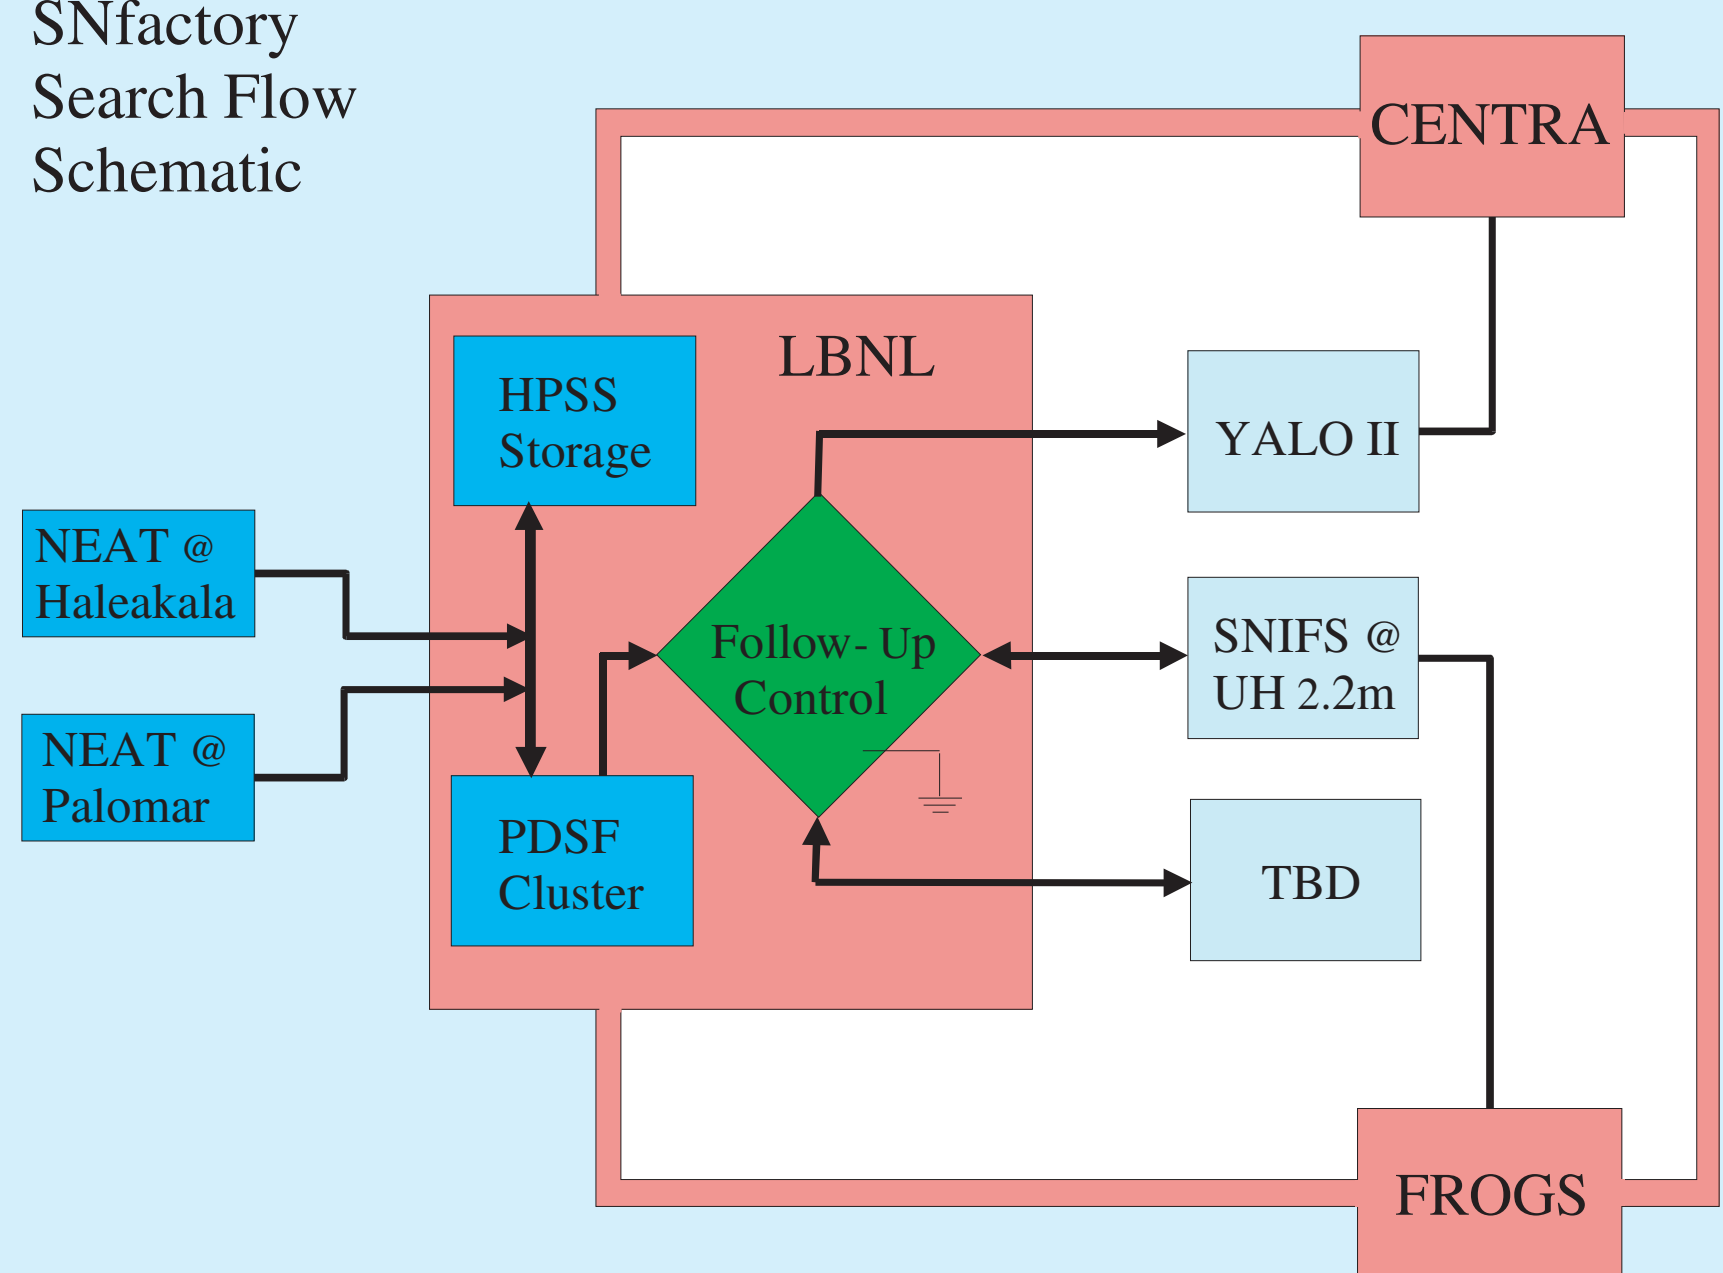 SNfactory
Search Flow
Schematic
CENTRA
LBNL
HPSS
Storage
YALO II
NEAT @
Haleakala
Follow- Up
Control
SNIFS @
UH 2.2m
NEAT @
Palomar
PDSF
Cluster
TBD
FROGS